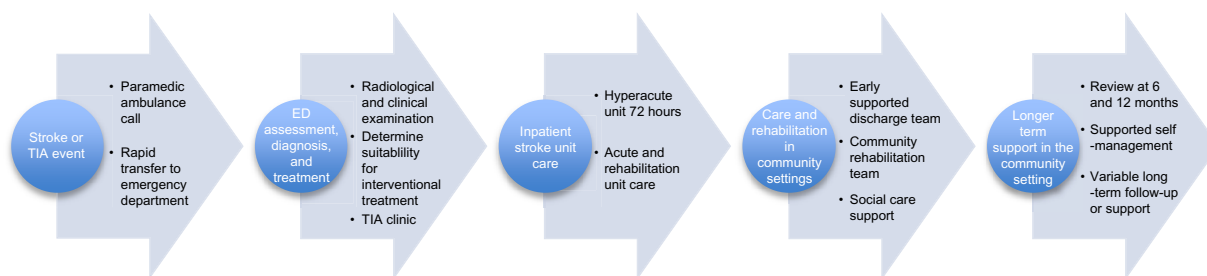 Stroke or
TIA event
• Paramedic
ambulance
call
• Rapid
transfer to
emergency
department
ED
assessment,
diagnosis,
and
treatment
• Radiological
and clinical
examination
• Determine
suitablility
for
interventional
treatment
• TIA clinic
Inpatient
stroke unit
care
• Hyperacute
unit 72 hours
• Acute and
rehabilitation
unit care
Care and
rehabilitation
in
community
settings
• Early
supported
discharge team
• Community
rehabilitation
team
• Social care
support
Longer
term
support in the
community
setting
• Review at 6
and 12 months
• Supported self
-management
• Variable long
-term follow-up
or support